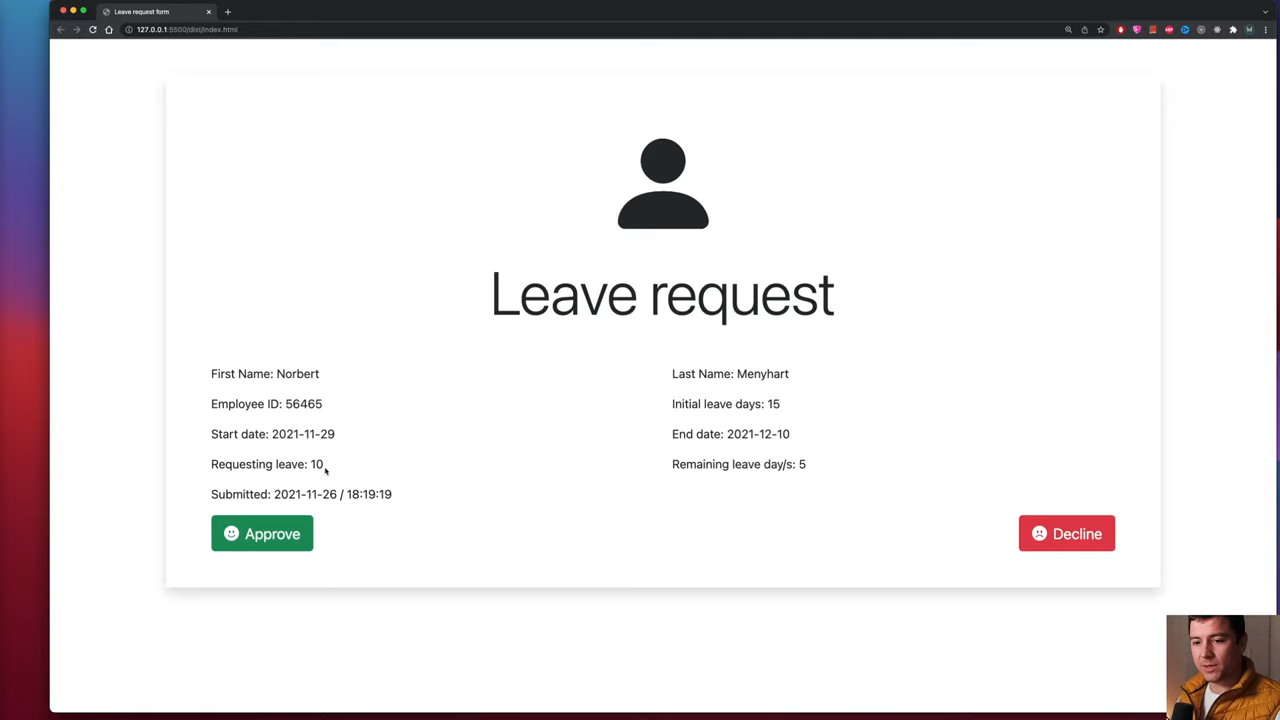 Leave request form
127.0.0.1:5500/dist/index.html
Leave request
First Name: Norbert
Last Name: Menyhart
Employee ID: 56465
Initial leave days: 15
Start date: 2021-11-29
End date: 2021-12-10
Requesting leave: 10
Remaining leave day/s: 5
Submitted: 2021-11-26 / 18:19:19
Approve
Decline